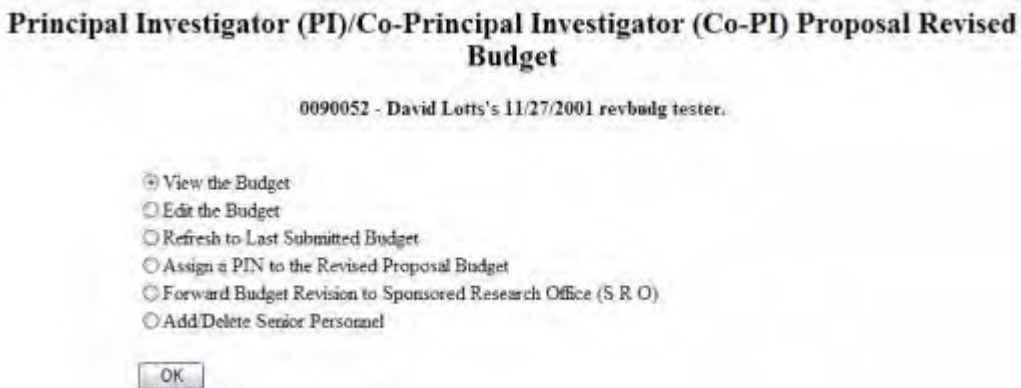 Principal Investigator (PI)/Co-Principal Investigator (Co-PI) Proposal Revised
Budget
0090052 - David Lotts's 11/27/2001 revbudg tester.
View the Budget
Edit the Budget
Refresh to Last Submitted Budget
Assign a PIN to the Revised Proposal Budget
Forward Budget Revision to Sponsored Research Office (S R O)
Add/Delete Senior Personnel
OK